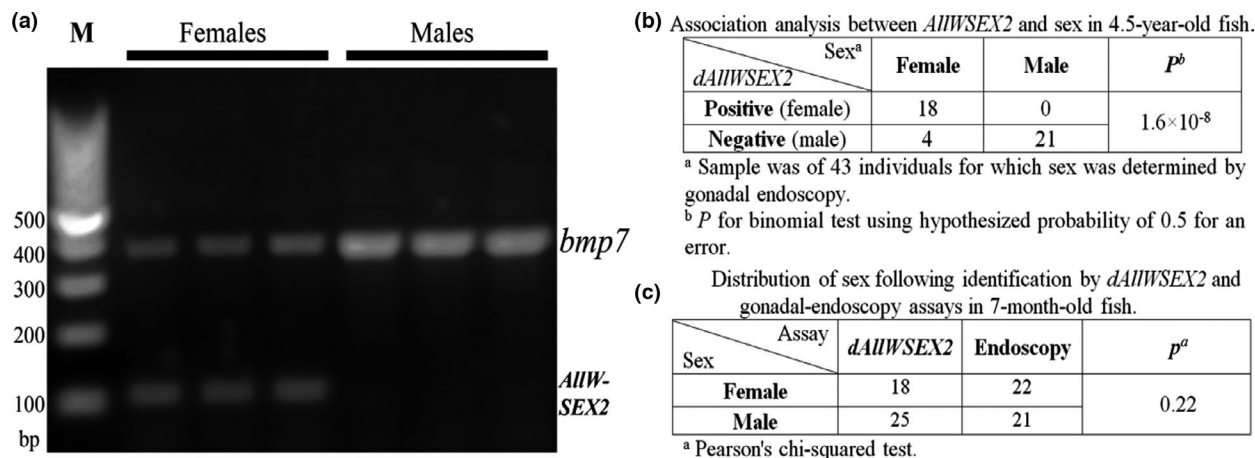 (a)
M
Females
Males
500
400
300
200
100
bp
bmp7
AllW-
SEX2
(b)
Association analysis between AllWSEX2 and sex in 4.5-year-old fish.
Sexᵃ
dAllWSEX2
Female
Male
Pᵇ
Positive (female)
18
0
1.6×10⁻⁸
Negative (male)
4
21
ᵃ Sample was of 43 individuals for which sex was determined by
gonadal endoscopy.
ᵇ P for binomial test using hypothesized probability of 0.5 for an
error.
(c)
Distribution of sex following identification by dAllWSEX2 and
gonadal-endoscopy assays in 7-month-old fish.
Assay
Sex
dAllWSEX2
Endoscopy
pᵃ
Female
18
22
0.22
Male
25
21
ᵃ Pearson's chi-squared test.